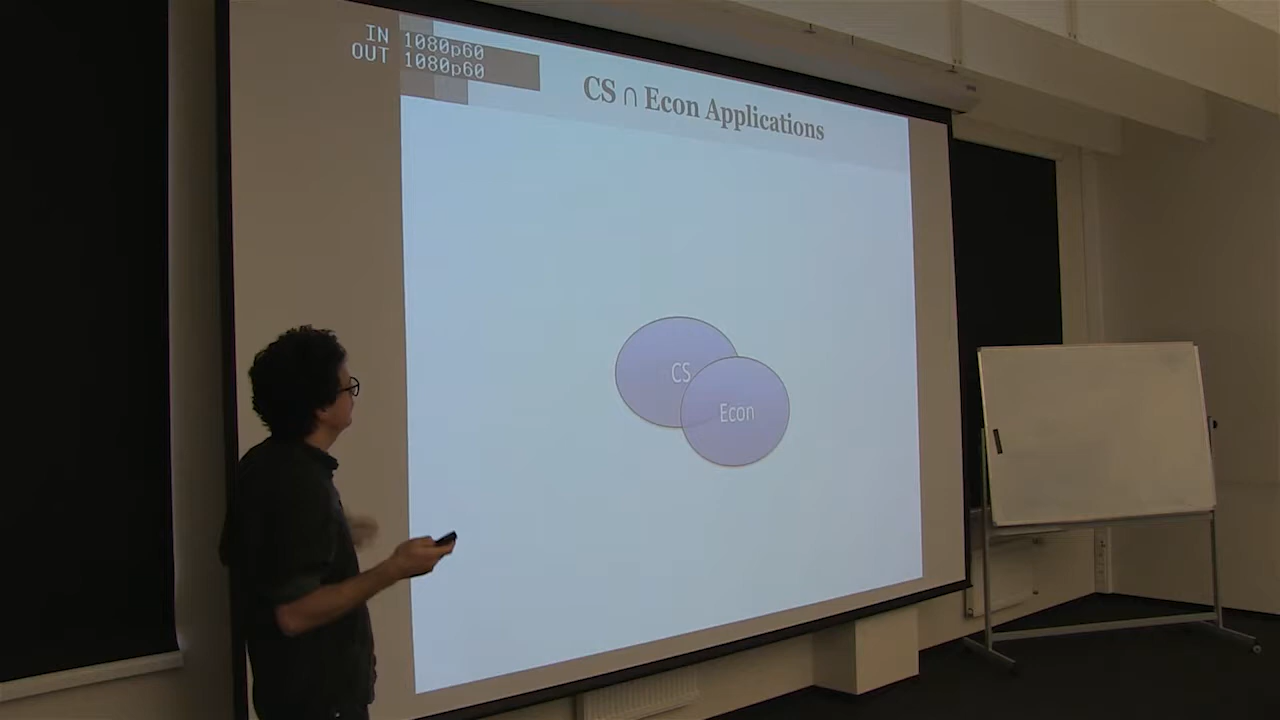 IN 1080p60
OUT 1080p60
CS ∩ Econ Applications
CS
Econ